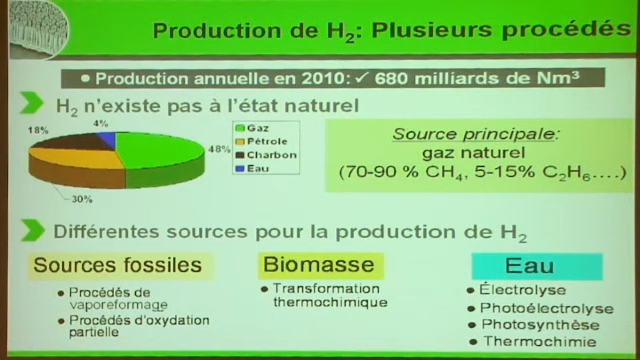 Production de H₂: Plusieurs procédés
• Production annuelle en 2010: ✓ 680 milliards de Nm³
H₂ n'existe pas à l'état naturel
4%
18%
48%
30%
Gaz
Pétrole
Charbon
Eau
Source principale:
gaz naturel
(70-90 % CH₄, 5-15% C₂H₆....)
Différentes sources pour la production de H₂
Sources fossiles
• Procédés de
vaporeformage
• Procédés d'oxydation
partielle
Biomasse
• Transformation
thermochimique
Eau
• Électrolyse
• Photoélectrolyse
• Photosynthèse
• Thermochimie